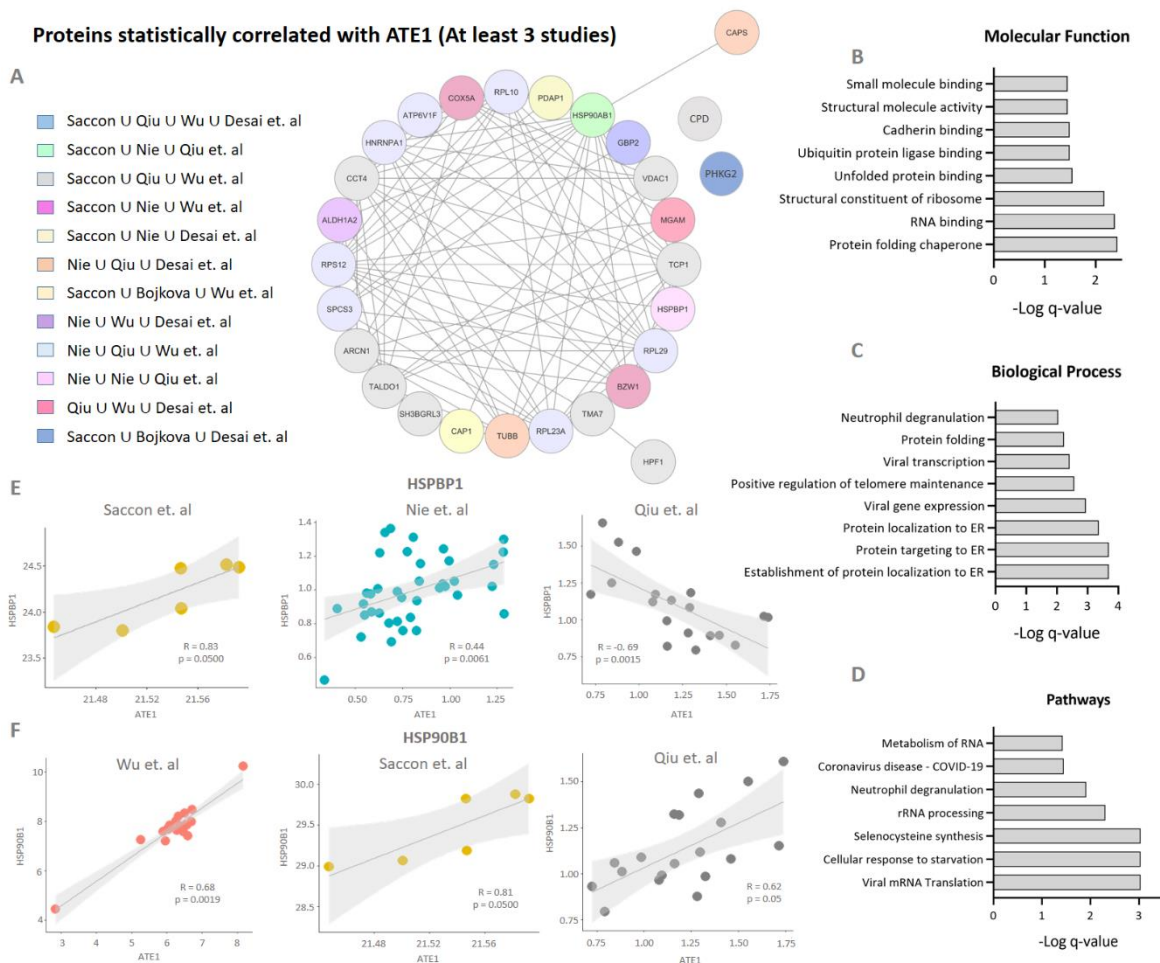 Proteins statistically correlated with ATE1 (At least 3 studies)
A
Saccon U Qiu U Wu U Desai et. al
Saccon U Nie U Qiu et. al
Saccon U Qiu U Wu et. al
Saccon U Nie U Wu et. al
Saccon U Nie U Desai et. al
Nie U Qiu U Desai et. al
Saccon U Bojkova U Wu et. al
Nie U Wu U Desai et. al
Nie U Qiu U Wu et. al
Nie U Nie U Qiu et. al
Qiu U Wu U Desai et. al
Saccon U Bojkova U Desai et. al
CAPS
CPD
PHKG2
RPL10
PDAP1
HSP90AB1
GBP2
VDAC1
MGAM
TCP1
HSPBP1
RPL29
BZW1
TMA7
HPF1
RPL23A
TUBB
CAP1
SH3BGRL3
TALDO1
ARCN1
SPCS3
RPS12
ALDH1A2
CCT4
HNRNPA1
ATP6V1F
COX5A
B
Molecular Function
Small molecule binding
Structural molecule activity
Cadherin binding
Ubiquitin protein ligase binding
Unfolded protein binding
Structural constituent of ribosome
RNA binding
Protein folding chaperone
0 1 2
-Log q-value
C
Biological Process
Neutrophil degranulation
Protein folding
Viral transcription
Positive regulation of telomere maintenance
Viral gene expression
Protein localization to ER
Protein targeting to ER
Establishment of protein localization to ER
0 1 2 3 4
-Log q-value
D
Pathways
Metabolism of RNA
Coronavirus disease - COVID-19
Neutrophil degranulation
rRNA processing
Selenocysteine synthesis
Cellular response to starvation
Viral mRNA Translation
0 1 2 3
-Log q-value
E
HSPBP1
Saccon et. al
HSPBP1
24.5
24.0
23.5
R = 0.83
p = 0.0500
21.48 21.52 21.56
ATE1
Nie et. al
HSPBP1
1.4
1.2
1.0
0.8
0.6
R = 0.44
p = 0.0061
0.50 0.75 1.00 1.25
ATE1
Qiu et. al
HSPBP1
1.50
1.25
1.00
0.75
R = -0. 69
p = 0.0015
0.75 1.00 1.25 1.50 1.75
ATE1
F
HSP90B1
Wu et. al
HSP90B1
10
8
6
4
R = 0.68
p = 0.0019
3 4 5 6 7 8
ATE1
Saccon et. al
HSP90B1
30.0
29.5
29.0
28.5
R = 0.81
p = 0.0500
21.48 21.52 21.56
ATE1
Qiu et. al
HSP90B1
1.50
1.25
1.00
0.75
R = 0.62
p = 0.05
0.75 1.00 1.25 1.50 1.75
ATE1